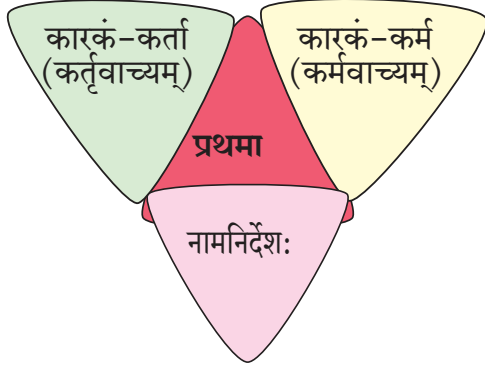 कारकं-कर्ता
(कर्तृवाच्यम्)
कारकं-कर्म
(कर्मवाच्यम्)
प्रथमा
नामनिर्देशः